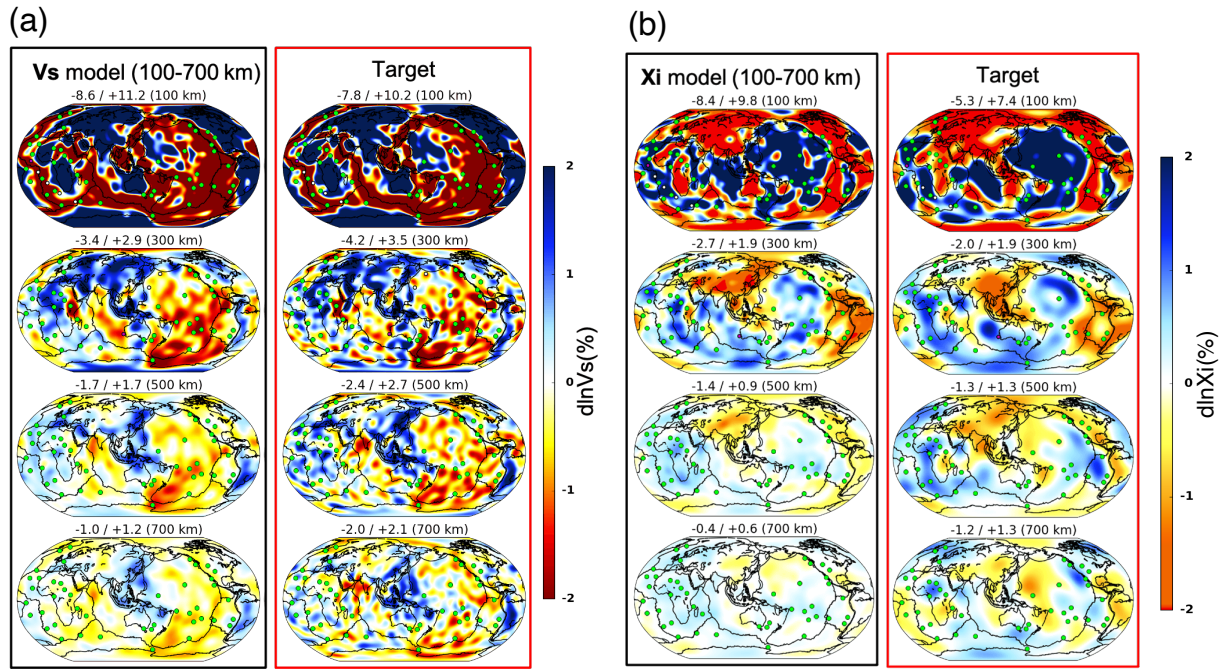 (a)
Vs model (100-700 km)
Target
-8.6 / +11.2 (100 km)
-7.8 / +10.2 (100 km)
-3.4 / +2.9 (300 km)
-4.2 / +3.5 (300 km)
-1.7 / +1.7 (500 km)
-2.4 / +2.7 (500 km)
-1.0 / +1.2 (700 km)
-2.0 / +2.1 (700 km)
2
1
0
-1
-2
dlnVs(%)
(b)
Xi model (100-700 km)
Target
-8.4 / +9.8 (100 km)
-5.3 / +7.4 (100 km)
-2.7 / +1.9 (300 km)
-2.0 / +1.9 (300 km)
-1.4 / +0.9 (500 km)
-1.3 / +1.3 (500 km)
-0.4 / +0.6 (700 km)
-1.2 / +1.3 (700 km)
2
1
0
-1
-2
dlnXi(%)